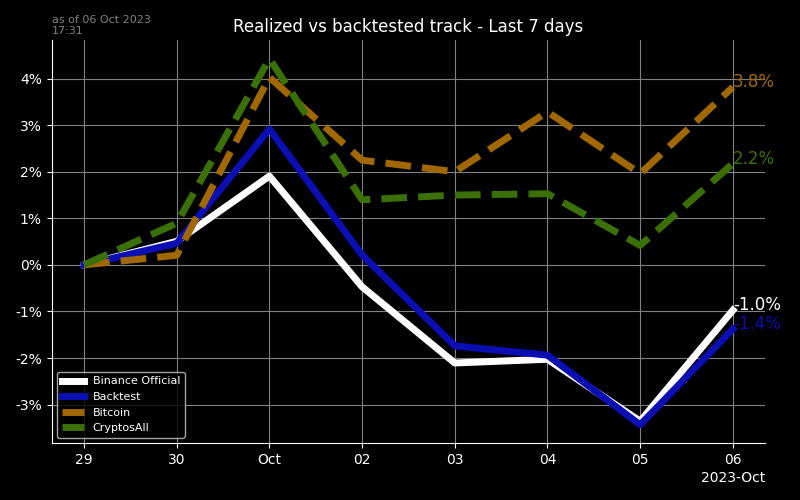 as of 06 Oct 2023
17:31
Realized vs backtested track - Last 7 days
4%
3%
2%
1%
0%
-1%
-2%
-3%
3.8%
2.2%
-1.0%
-1.4%
Binance Official
Backtest
Bitcoin
CryptosAll
29 30 Oct 02 03 04 05 06
2023-Oct